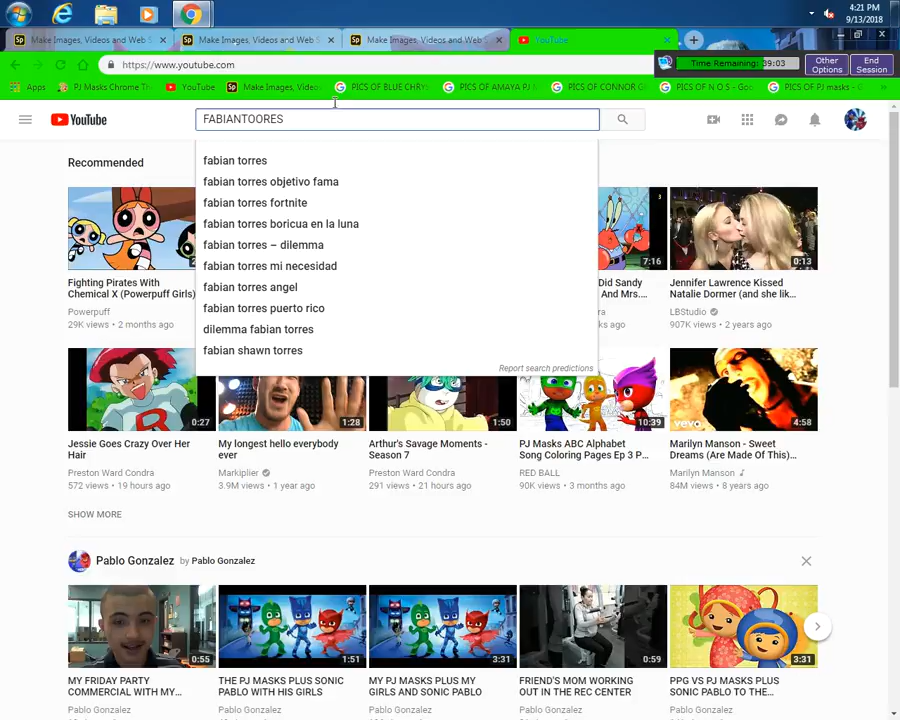 4:21 PM
9/13/2018
Make Images, Videos and Web S
Make Images, Videos and Web S
Make Images, Videos and Web
YouTube
https://www.youtube.com
Time Remaining: 39:03
Other Options
End Session
Apps
PJ Masks Chrome The
YouTube
Make Images, Videos
PICS OF BLUE CHRY
PICS OF AMAYA PJ M
PICS OF CONNOR G
PICS OF N O S - Goo
PICS OF PJ masks - G
YouTube
FABIANTOORES
Recommended
fabian torres
fabian torres objetivo fama
fabian torres fortnite
fabian torres boricua en la luna
fabian torres – dilemma
fabian torres mi necesidad
fabian torres angel
fabian torres puerto rico
dilemma fabian torres
fabian shawn torres
Report search predictions
7:16
0:13
Fighting Pirates With
Chemical X (Powerpuff Girls)
Powerpuff
29K views • 2 months ago
Did Sandy
And Mrs...
ks ago
Jennifer Lawrence Kissed
Natalie Dormer (and she lik...
LBStudio
907K views • 2 years ago
R
0:27
1:28
1:50
10:39
vevo
4:58
Jessie Goes Crazy Over Her
Hair
Preston Ward Condra
572 views • 19 hours ago
My longest hello everybody
ever
Markiplier
3.9M views • 1 year ago
Arthur's Savage Moments -
Season 7
Preston Ward Condra
291 views • 21 hours ago
PJ Masks ABC Alphabet
Song Coloring Pages Ep 3 P...
RED BALL
90K views • 3 months ago
Marilyn Manson - Sweet
Dreams (Are Made Of This)...
Marilyn Manson
84M views • 8 years ago
SHOW MORE
Pablo Gonzalez by Pablo Gonzalez
0:55
1:51
3:31
0:59
3:31
MY FRIDAY PARTY
COMMERCIAL WITH MY...
Pablo Gonzalez
THE PJ MASKS PLUS SONIC
PABLO WITH HIS GIRLS
Pablo Gonzalez
MY PJ MASKS PLUS MY
GIRLS AND SONIC PABLO
Pablo Gonzalez
FRIEND'S MOM WORKING
OUT IN THE REC CENTER
Pablo Gonzalez
PPG VS PJ MASKS PLUS
SONIC PABLO TO THE...
Pablo Gonzalez